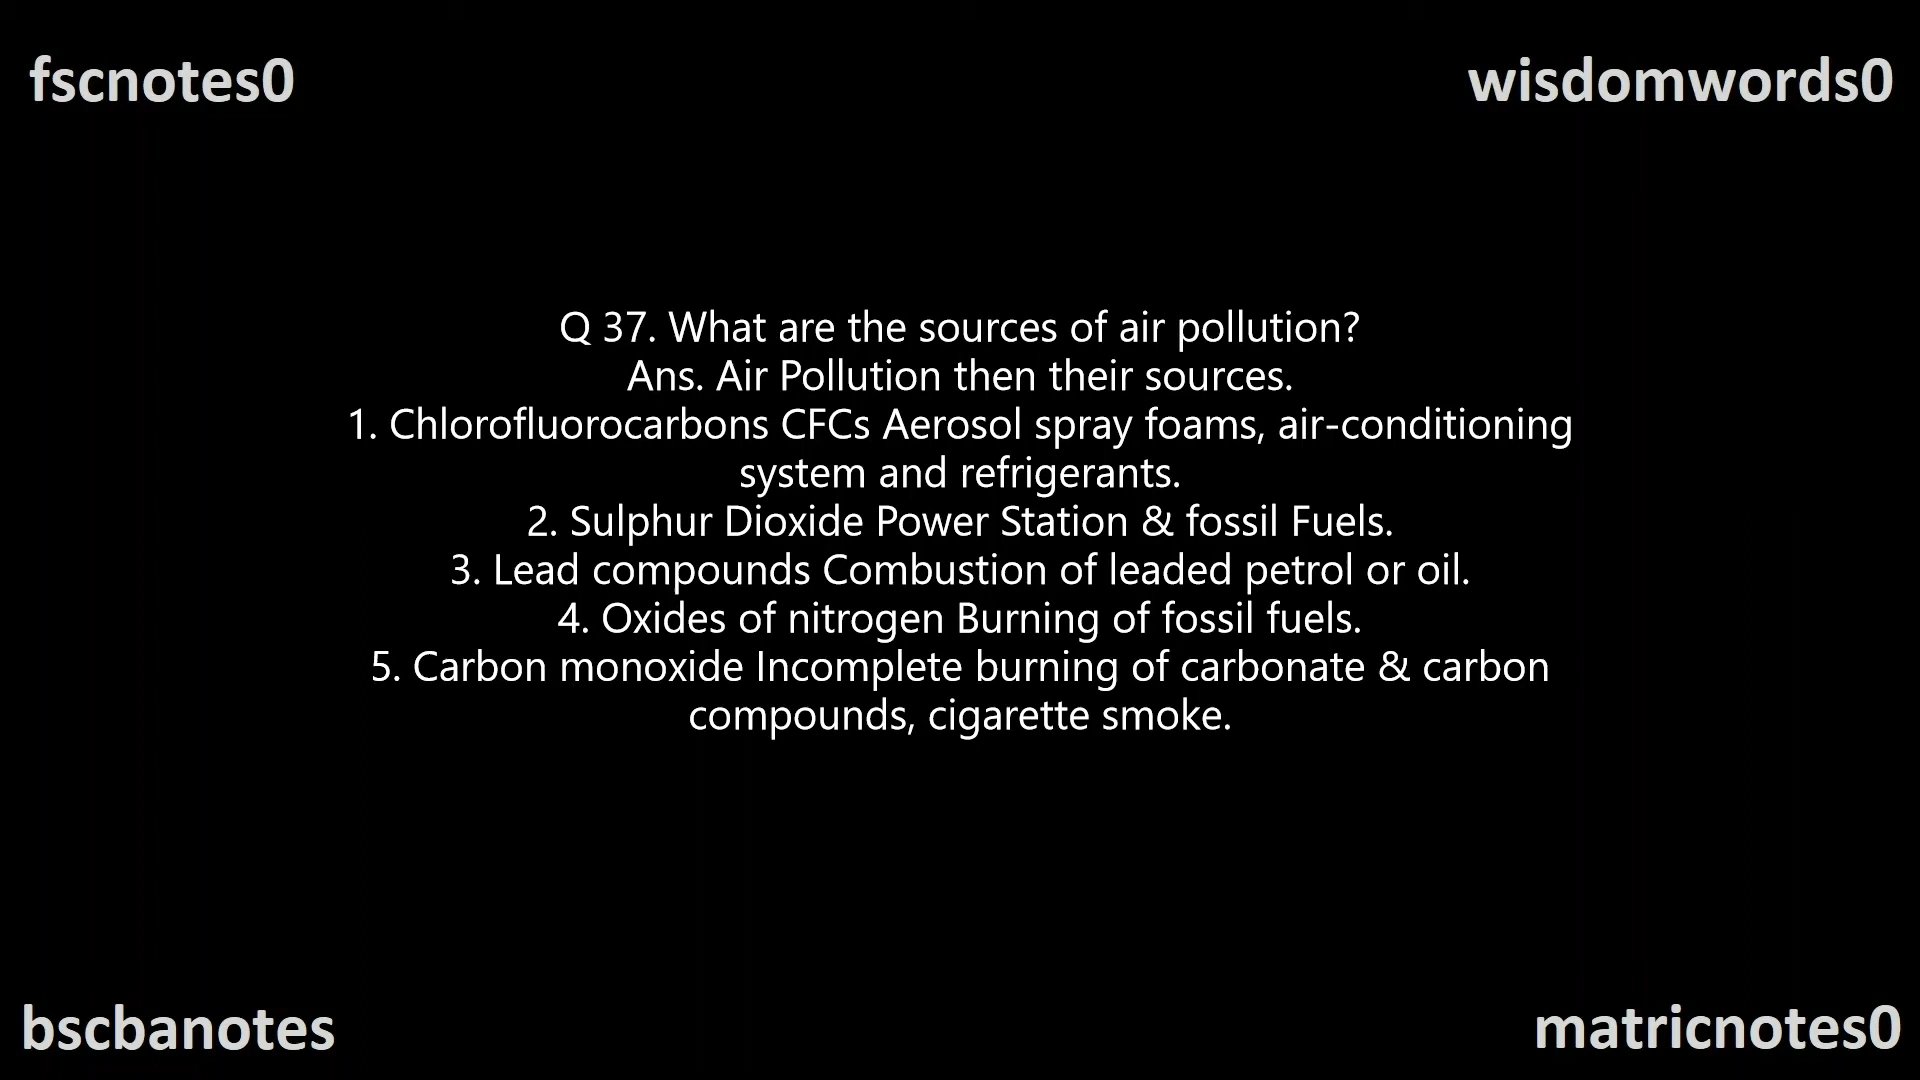 fscnotes0
wisdomwords0
Q 37. What are the sources of air pollution?
Ans. Air Pollution then their sources.
1. Chlorofluorocarbons CFCs Aerosol spray foams, air-conditioning
system and refrigerants.
2. Sulphur Dioxide Power Station & fossil Fuels.
3. Lead compounds Combustion of leaded petrol or oil.
4. Oxides of nitrogen Burning of fossil fuels.
5. Carbon monoxide Incomplete burning of carbonate & carbon
compounds, cigarette smoke.
bscbanotes
matricnotes0